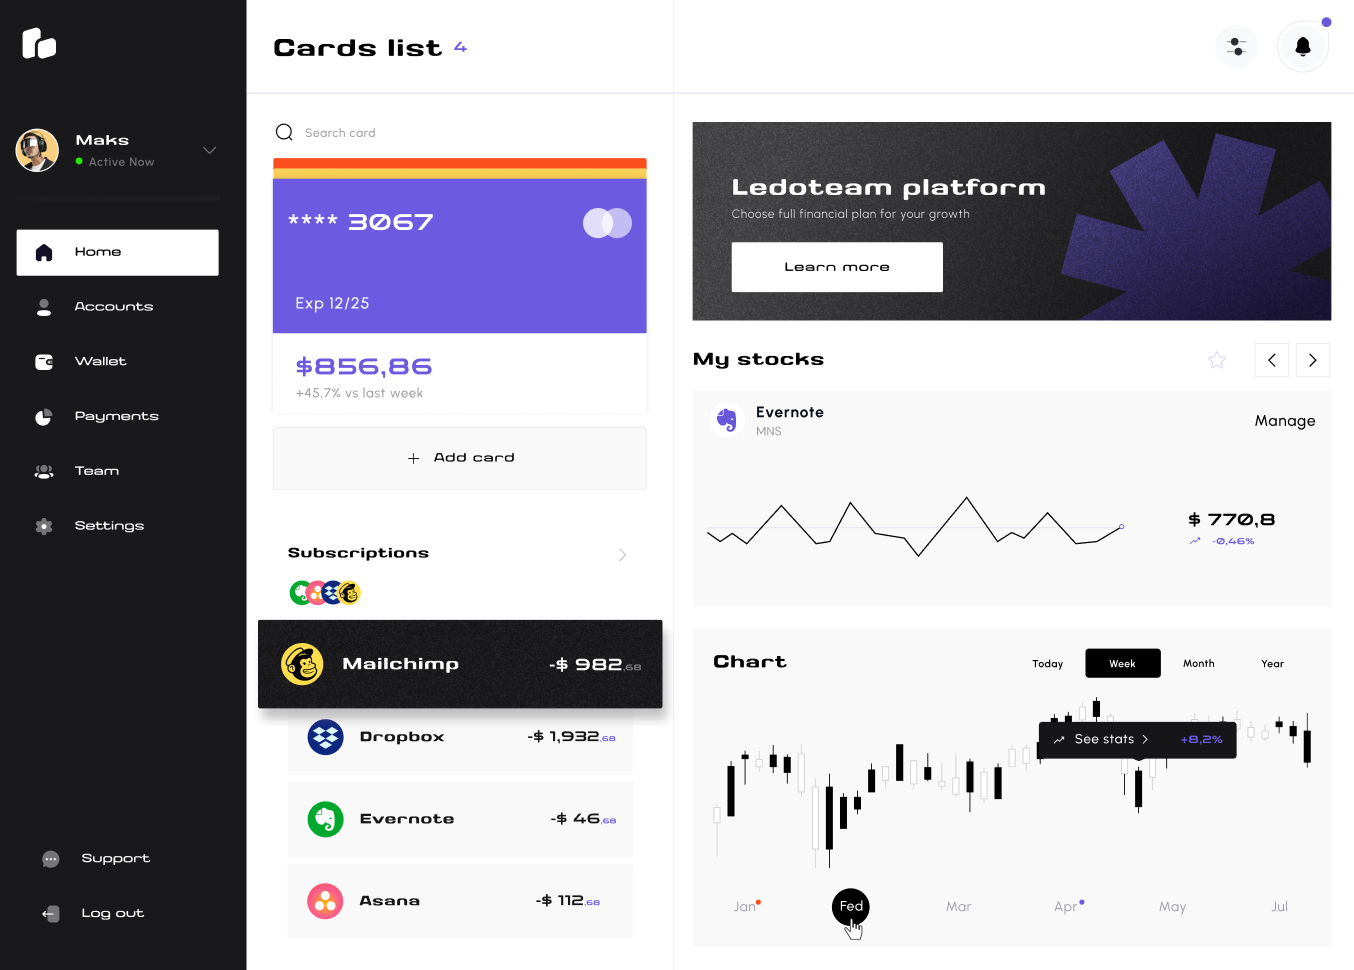 Maks
Active Now
Home
Accounts
Wallet
Payments
Team
Settings
Support
Log out
Cards list 4
Search card
**** 3067
Exp 12/25
$856,86
+45.7% vs last week
+ Add card
Subscriptions
Mailchimp -$ 982.68
Dropbox -$ 1,932.68
Evernote -$ 46.68
Asana -$ 112.68
Ledoteam platform
Choose full financial plan for your growth
Learn more
My stocks
Evernote
MNS
Manage
$ 770,8
-0,46%
Chart
Today Week Month Year
See stats > +8,2%
Jan Fed Mar Apr May Jul